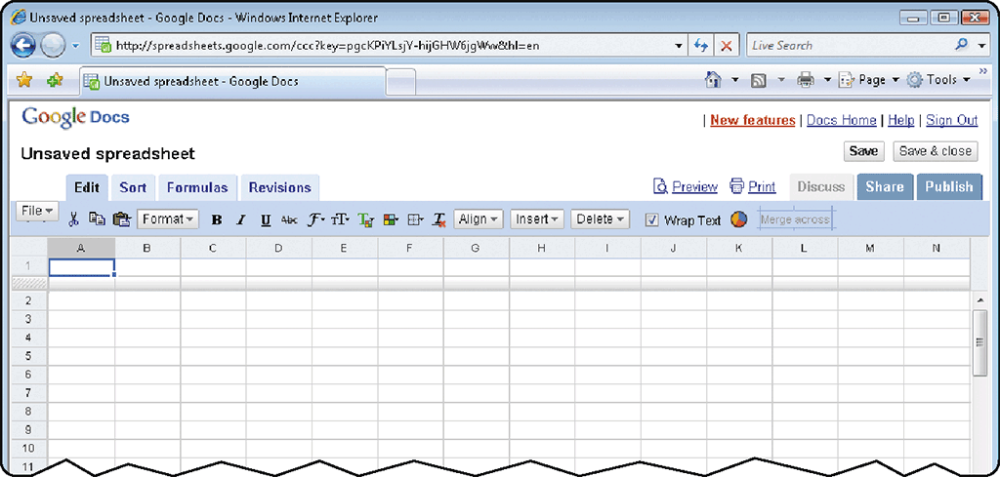 Unsaved spreadsheet - Google Docs - Windows Internet Explorer
http://spreadsheets.google.com/ccc?key=pgcKPiYLsjY-hijGHW6jgWw&hl=en
Live Search
Unsaved spreadsheet - Google Docs
Page
Tools
Google Docs
| New features | Docs Home | Help | Sign Out
Unsaved spreadsheet
Save
Save & close
Edit Sort Formulas Revisions Preview Print Discuss Share Publish
File Format B I U Abc F T T T Align Insert Delete Wrap Text Merge across
A B C D E F G H I J K L M N
1
2
3
4
5
6
7
8
9
10
11